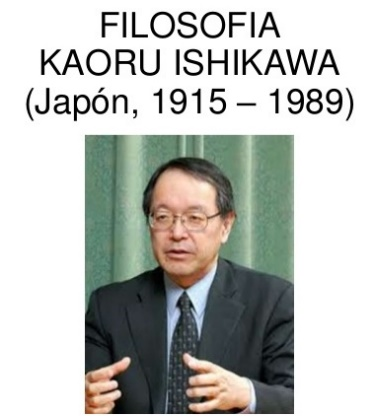 FILOSOFIA
KAORU ISHIKAWA
(Japón, 1915 – 1989)